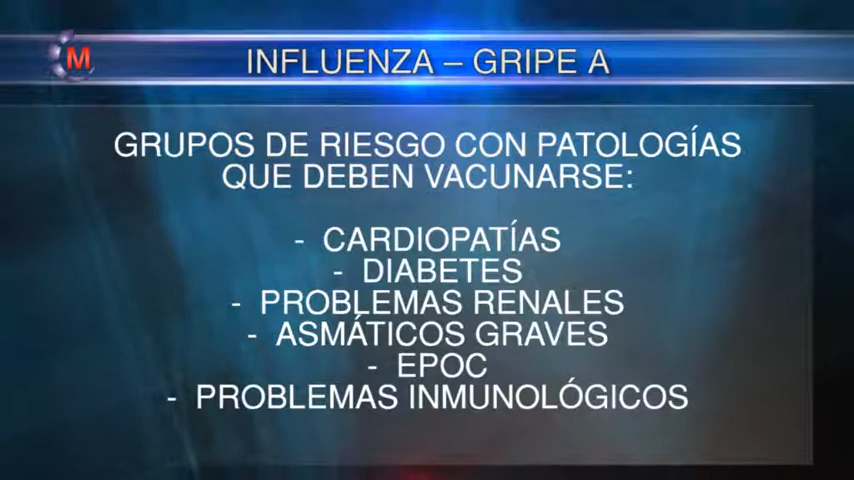 M
INFLUENZA – GRIPE A
GRUPOS DE RIESGO CON PATOLOGÍAS
QUE DEBEN VACUNARSE:
- CARDIOPATÍAS
- DIABETES
- PROBLEMAS RENALES
- ASMÁTICOS GRAVES
- EPOC
- PROBLEMAS INMUNOLÓGICOS